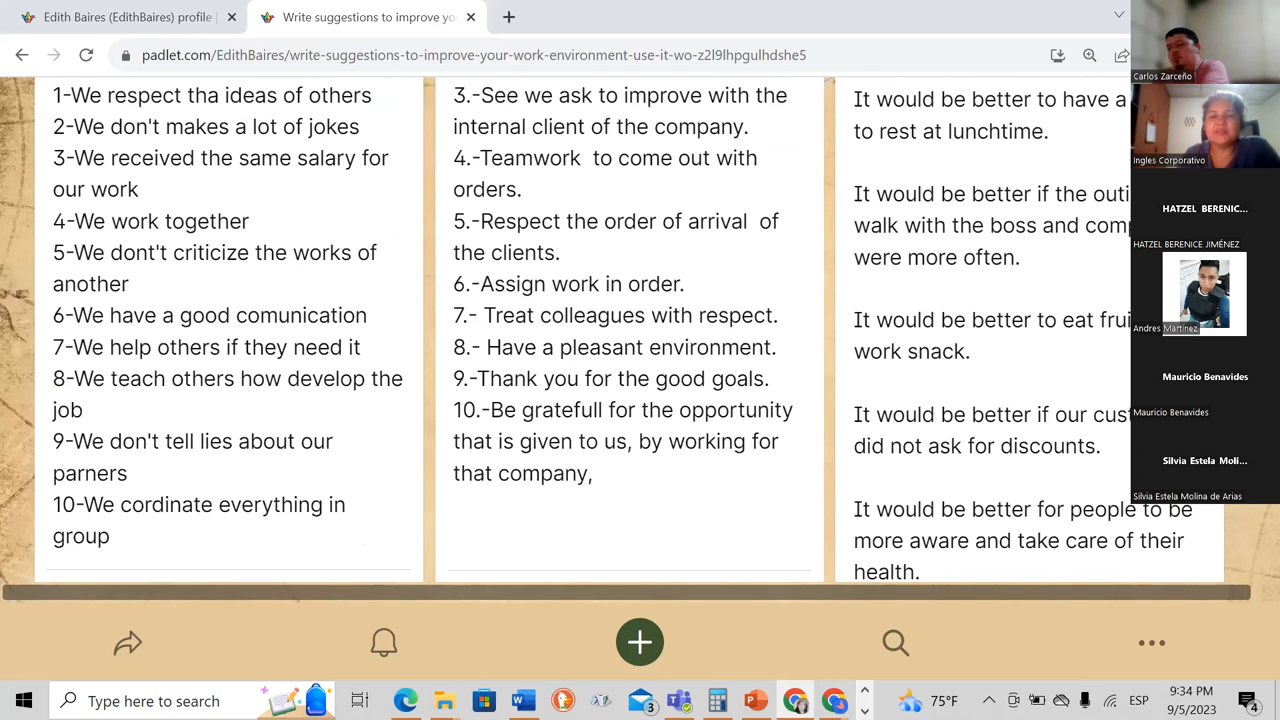 Edith Baires (EdithBaires) profile
Write suggestions to improve yo
padlet.com/EdithBaires/write-suggestions-to-improve-your-work-environment-use-it-wo-z2l9lhpgulhdshe5
1-We respect tha ideas of others
2-We don't makes a lot of jokes
3-We received the same salary for
our work
4-We work together
5-We dont't criticize the works of
another
6-We have a good comunication
7-We help others if they need it
8-We teach others how develop the
job
9-We don't tell lies about our
parners
10-We cordinate everything in
group
3.-See we ask to improve with the
internal client of the company.
4.-Teamwork to come out with
orders.
5.-Respect the order of arrival of
the clients.
6.-Assign work in order.
7.- Treat colleagues with respect.
8.- Have a pleasant environment.
9.-Thank you for the good goals.
10.-Be gratefull for the opportunity
that is given to us, by working for
that company,
It would be better to have a
to rest at lunchtime.
It would be better if the outi
walk with the boss and com
were more often.
It would be better to eat frui
work snack.
It would be better if our cus
did not ask for discounts.
It would be better for people to be
more aware and take care of their
health.
Carlos Zarceño
Ingles Corporativo
HATZEL BERENIC...
HATZEL BERENICE JIMÉNEZ
Andres Martinez
Mauricio Benavides
Mauricio Benavides
Silvia Estela Moli...
Silvia Estela Molina de Arias
Type here to search
3
75°F
ESP
9:34 PM
9/5/2023
4